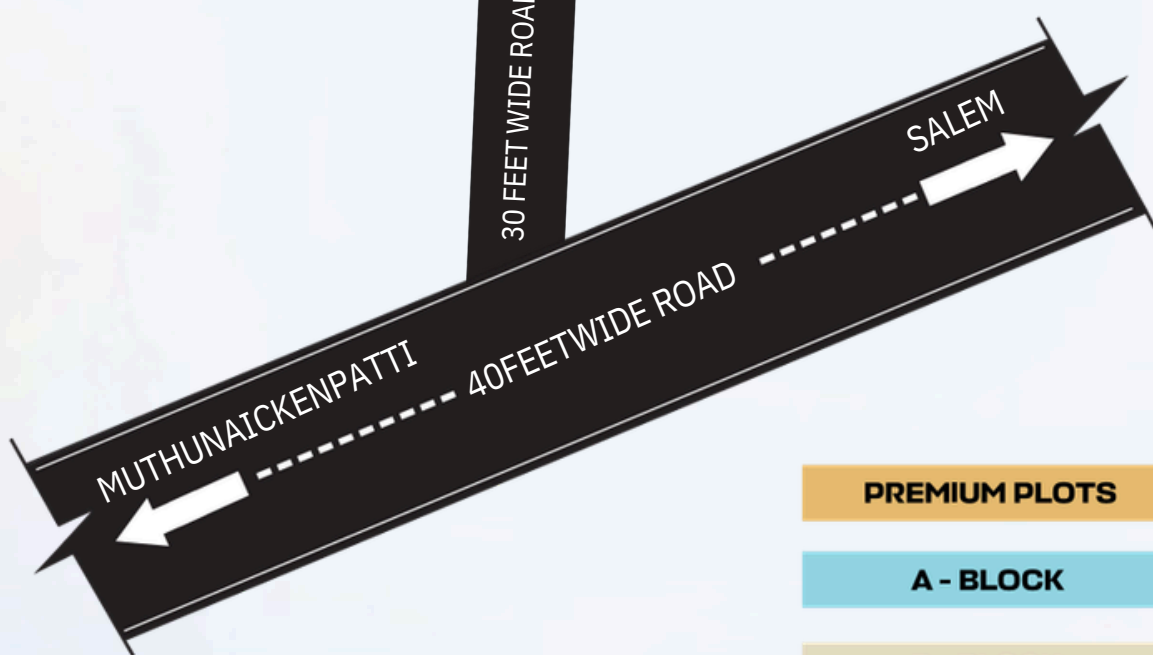 30 FEET WIDE ROAD
SALEM
40FEETWIDE ROAD
MUTHUNAICKENPATTI
PREMIUM PLOTS
A - BLOCK